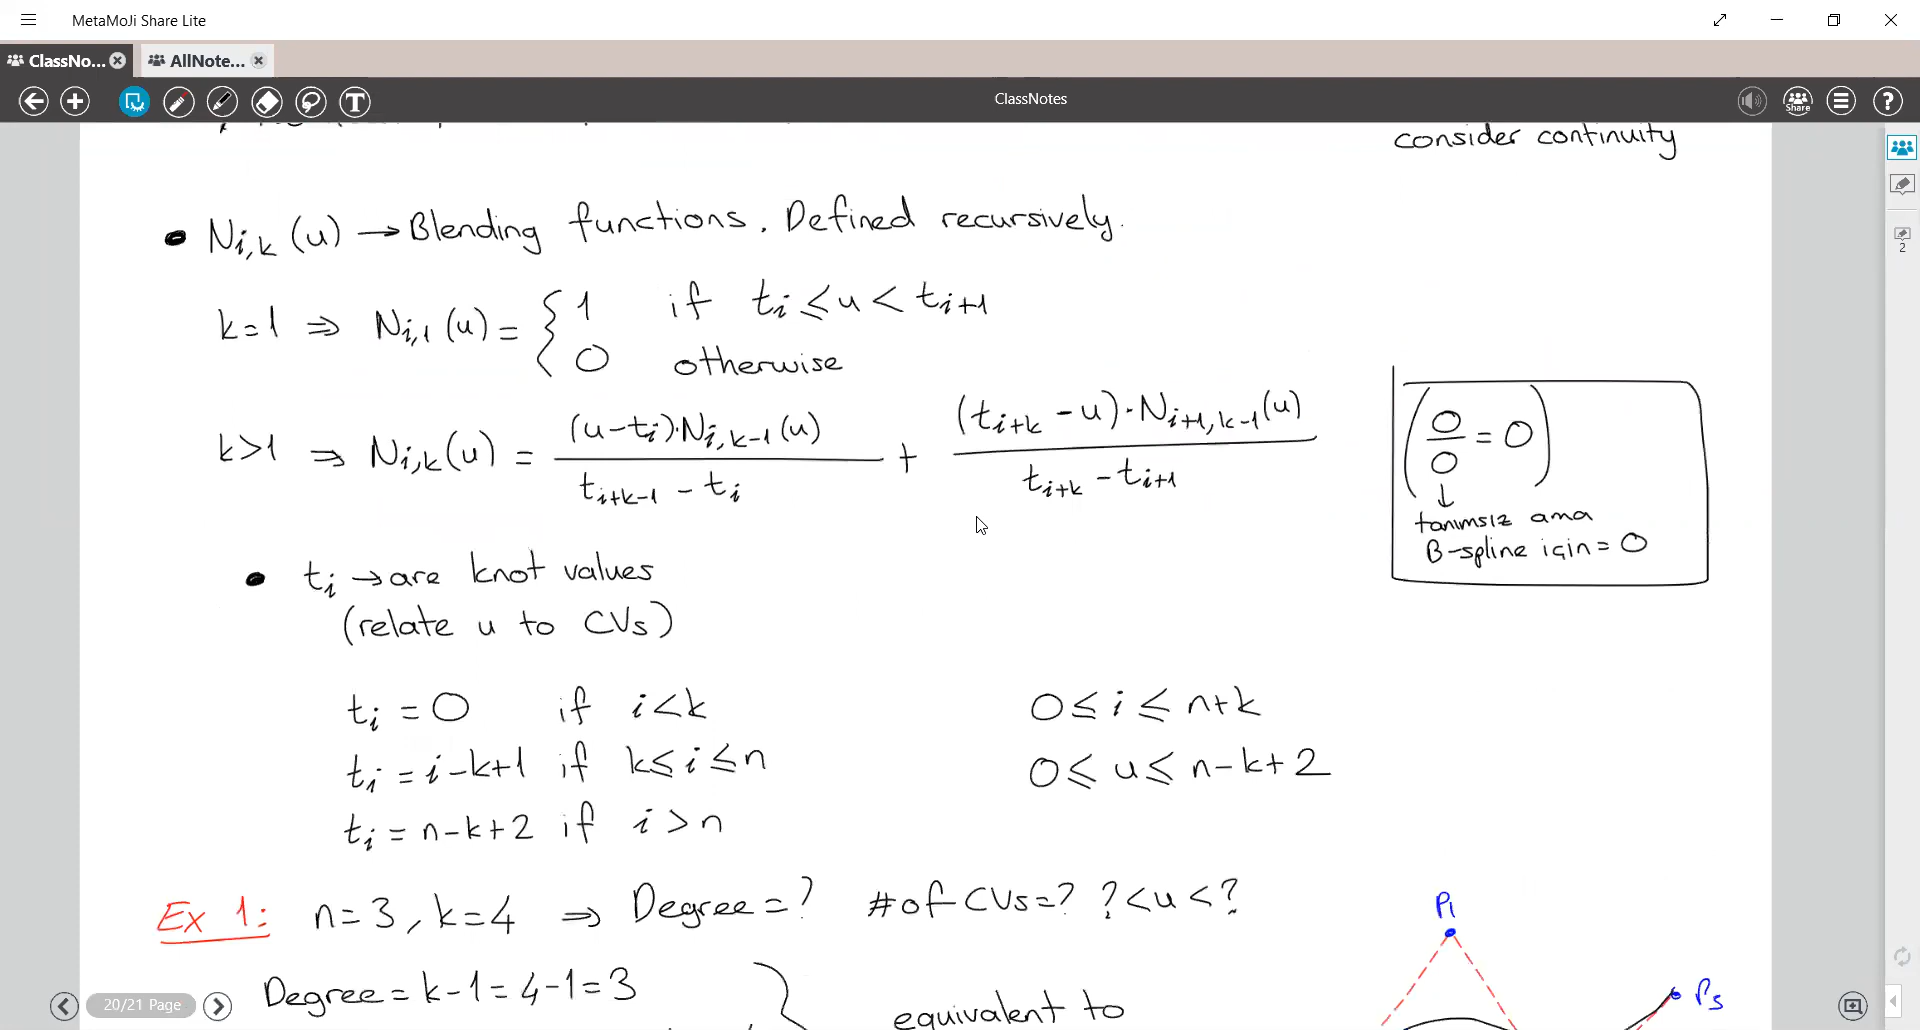 MetaMoJi Share Lite
ClassNo...
AllNote...
ClassNotes
Share
consider continuity
• Ni,k (u) → Blending functions. Defined recursively.
k=1 ⇒ Ni,1 (u) = { 1 if ti ≤ u < ti+1
0 otherwise
k>1 ⇒ Ni,k(u) = (u-ti)·Ni,k-1(u) / ti+k-1 - ti + (ti+k - u)·Ni+1,k-1(u) / ti+k - ti+1
(0/0 = 0)
↓
tanımsız ama
B-spline için = 0
• ti → are knot values
(relate u to CVs)
ti = 0 if i<k
0 ≤ i ≤ n+k
ti = i-k+1 if k≤i≤n
0 ≤ u ≤ n-k+2
ti = n-k+2 if i>n
Ex 1: n=3, k=4 ⇒ Degree=? #of CVs=? ?<u<?
P1
Degree = k-1 = 4-1 = 3
P5
equivalent to
20/21 Page
2